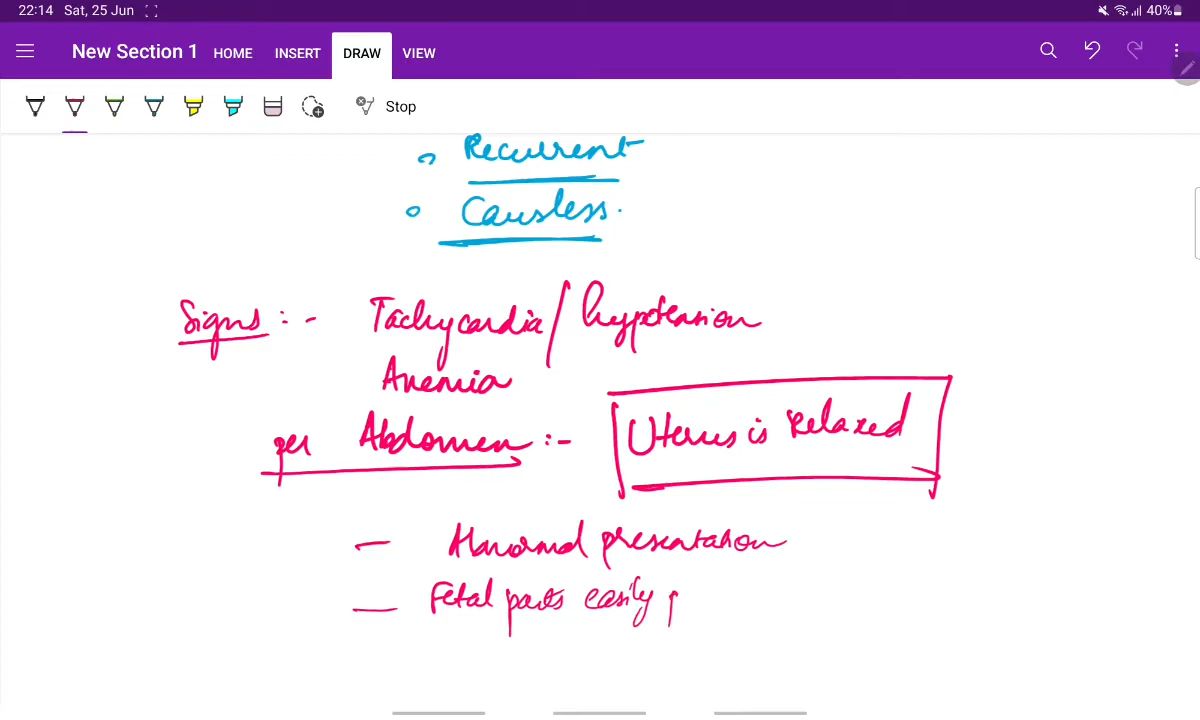 22:14 Sat, 25 Jun 40%
New Section 1 HOME INSERT DRAW VIEW
Stop
Recurrent
Causless.
Signs :- Tachycardia / hypotension
Anemia
per Abdomen :- Uterus is Relaxed
— Abnormal presentation
— Fetal parts easily p